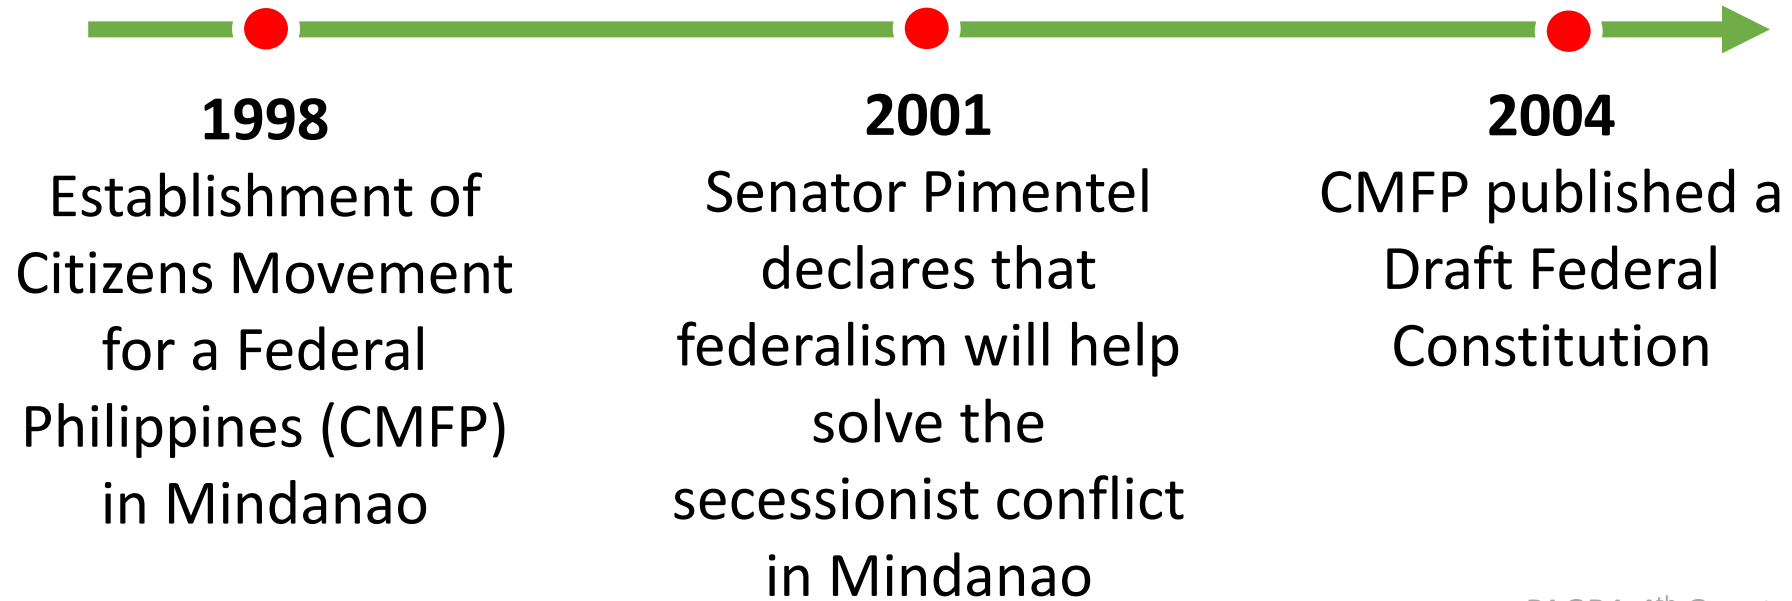 1998
Establishment of
Citizens Movement
for a Federal
Philippines (CMFP)
in Mindanao
2001
Senator Pimentel
declares that
federalism will help
solve the
secessionist conflict
in Mindanao
2004
CMFP published a
Draft Federal
Constitution